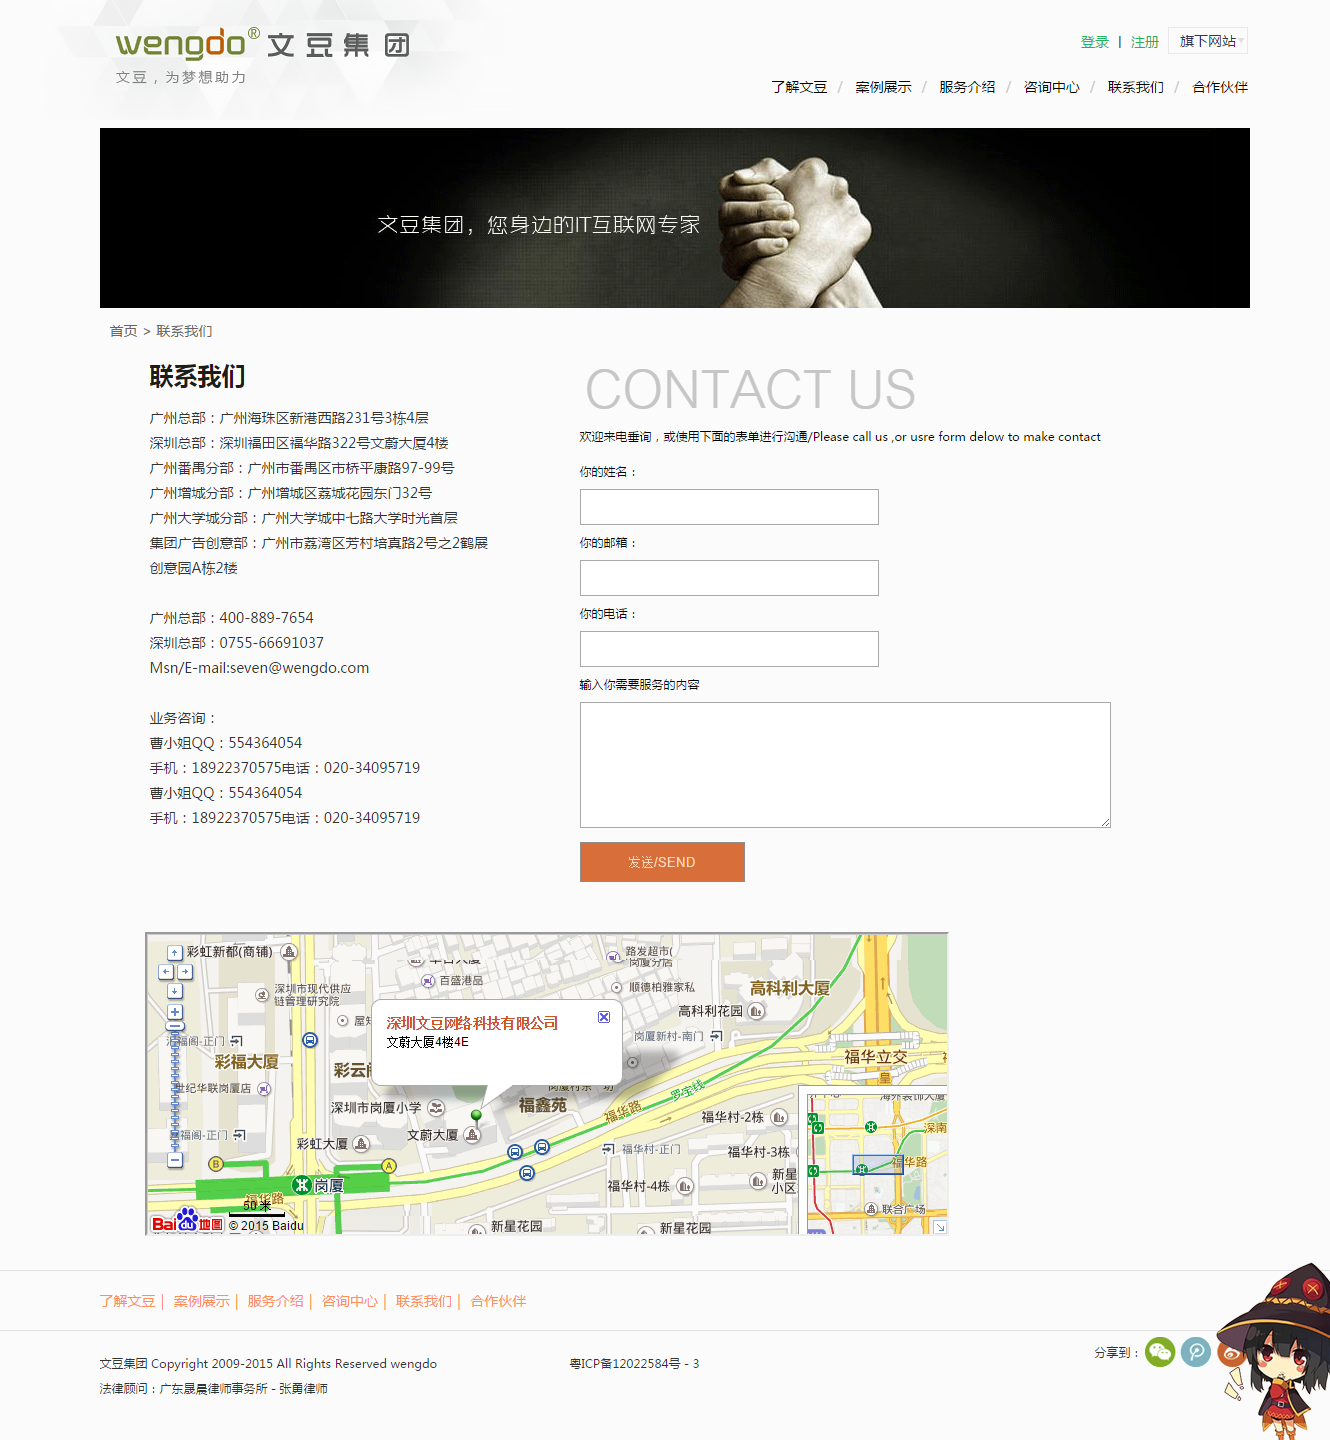 wengdo® 文豆集团
文豆，为梦想助力
登录 | 注册 旗下网站
了解文豆 / 案例展示 / 服务介绍 / 咨询中心 / 联系我们 / 合作伙伴
文豆集团，您身边的IT互联网专家
首页 > 联系我们
联系我们
广州总部：广州海珠区新港西路231号3栋4层
深圳总部：深圳福田区福华路322号文蔚大厦4楼
广州番禺分部：广州市番禺区市桥平康路97-99号
广州增城分部：广州增城区荔城花园东门32号
广州大学城分部：广州大学城中七路大学时光首层
集团广告创意部：广州市荔湾区芳村培真路2号之2鹤展
创意园A栋2楼
广州总部：400-889-7654
深圳总部：0755-66691037
Msn/E-mail:seven@wengdo.com
业务咨询：
曹小姐QQ：554364054
手机：18922370575电话：020-34095719
曹小姐QQ：554364054
手机：18922370575电话：020-34095719
CONTACT US
欢迎来电垂询，或使用下面的表单进行沟通/Please call us ,or usre form delow to make contact
你的姓名：
你的邮箱：
你的电话：
输入你需要服务的内容
发送/SEND
彩虹新都(商铺)
深圳市现代供应
链管理研究院
百盛港品
路发超市(
岗厦分店
顺德柏雅家私
高科利大厦
高科利花园
岗厦新村-南门
福华立交
皇
深圳文豆网络科技有限公司
文蔚大厦4楼4E
汇福阁-正门
彩福大厦
世纪华联岗厦店
彩福阁-正门
彩云
深圳市岗厦小学
彩虹大厦
文蔚大厦
福鑫苑
福华路
罗宝线
福华村-2栋
福华村-正门
福华村-3栋
福华村-4栋
新星
小区
新星花园
新星花园
B
A
岗厦
福华路
50 米
Bai du 地图
© 2015 Baidu
海外装饰大厦
深南
福华路
联合广场
了解文豆 | 案例展示 | 服务介绍 | 咨询中心 | 联系我们 | 合作伙伴
文豆集团 Copyright 2009-2015 All Rights Reserved wengdo
粤ICP备12022584号 - 3
分享到：
法律顾问：广东晟晨律师事务所 - 张勇律师